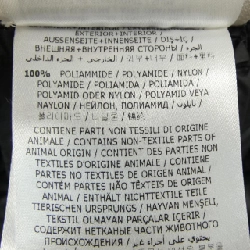 EXTERIOR+INTERIOR /
AUSSENSEITE+INNENSEITE /
ВНЕШНЯЯ+ВНУТРЕННЯЯ СТОРОНЫ /
100% POLIAMMIDE / POLYAMIDE / NYLON /
POLYAMIDE / POLIAMIDA / POLIAMIDA /
POLYAMID ODER NYLON / POLYAMID VEYA
NAYLON / НЕЙЛОН, ПОЛИАМИД /
CONTIENE PARTI NON TESSILI DI ORIGINE
ANIMALE / CONTAINS NON-TEXTILE PARTS OF
ANIMAL ORIGIN / CONTIENT DES PARTIES NON
TEXTILES D'ORIGINE ANIMALE / CONTIENE
PARTES NO TEXTILES DE ORIGEN ANIMAL /
CONTÉM PARTES NÃO TÊXTEIS DE ORIGEM
ANIMAL / ENTHÄLT NICHTTEXTILE TEILE
TIERISCHEN URSPRUNGS / HAYVAN MENŞELİ,
TEKSTİL OLMAYAN PARÇALAR İÇERİR /
СОДЕРЖИТ НЕТКАНЫЕ ЧАСТИ ЖИВОТНОГО
ПРОИСХОЖДЕНИЯ /